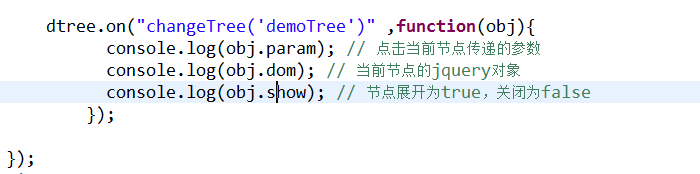 dtree.on("changeTree('demoTree')" ,function(obj){
console.log(obj.param); // 点击当前节点传递的参数
console.log(obj.dom); // 当前节点的jquery对象
console.log(obj.show); // 节点展开为true，关闭为false
});
});